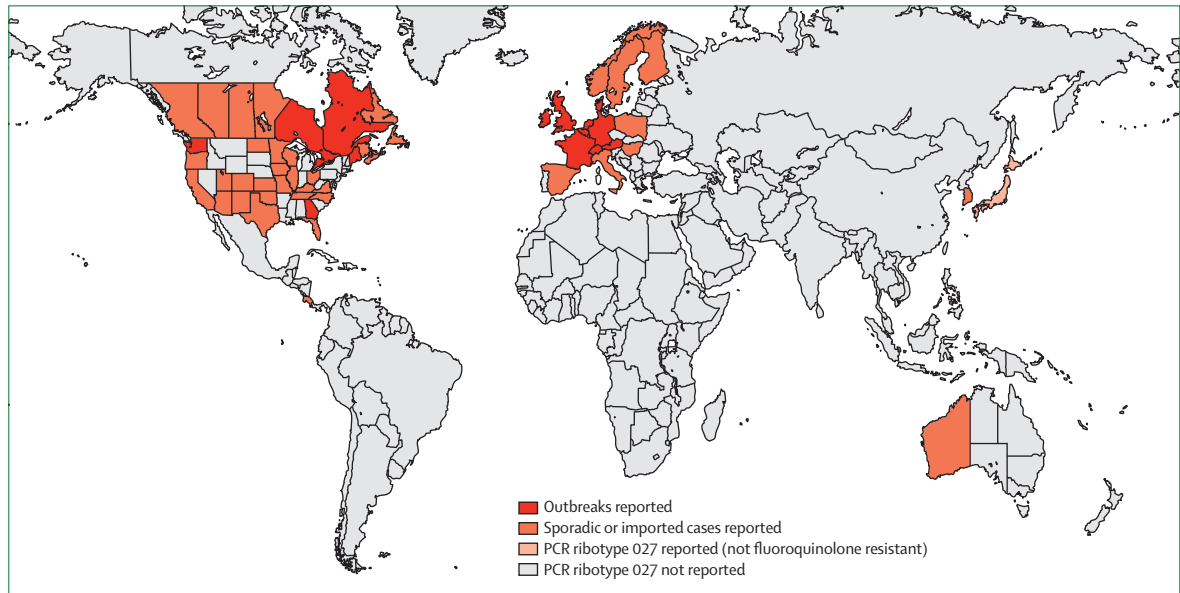 Outbreaks reported
Sporadic or imported cases reported
PCR ribotype 027 reported (not fluoroquinolone resistant)
PCR ribotype 027 not reported